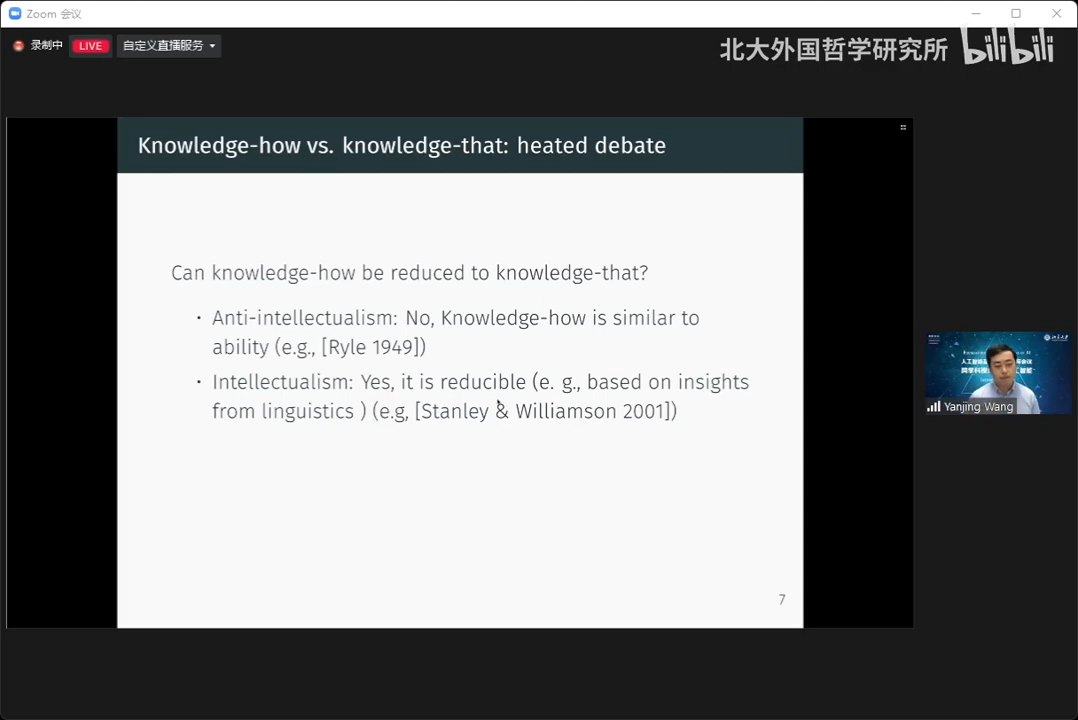 Zoom 会议
录制中
LIVE
自定义直播服务
北大外国哲学研究所 bilibili
Knowledge-how vs. knowledge-that: heated debate
Can knowledge-how be reduced to knowledge-that?
· Anti-intellectualism: No, Knowledge-how is similar to
ability (e.g., [Ryle 1949])
· Intellectualism: Yes, it is reducible (e. g., based on insights
from linguistics ) (e.g, [Stanley & Williamson 2001])
7
Yanjing Wang